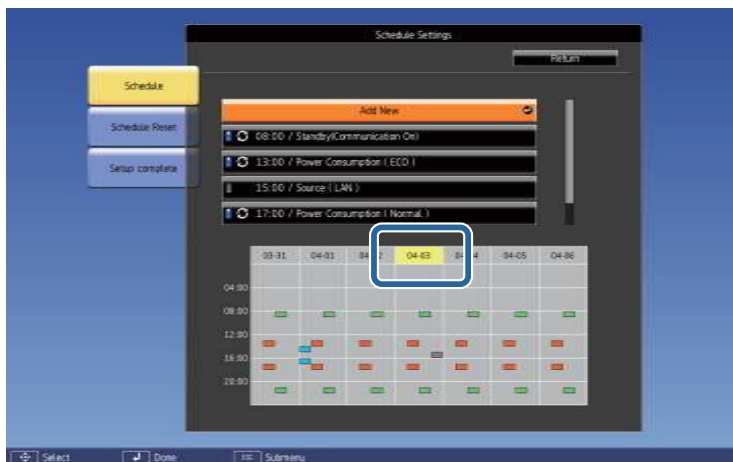 Schedule Settings
Return
Schedule
Schedule Reset
Setup complete
Add New
08:00 / Standby(Communication On)
13:00 / Power Consumption ( ECO )
15:00 / Source ( LAN )
17:00 / Power Consumption ( Normal )
03-31 04-01 04-03 04-05 04-06
04:00
08:00
12:00
16:00
20:00
Select Done Submenu